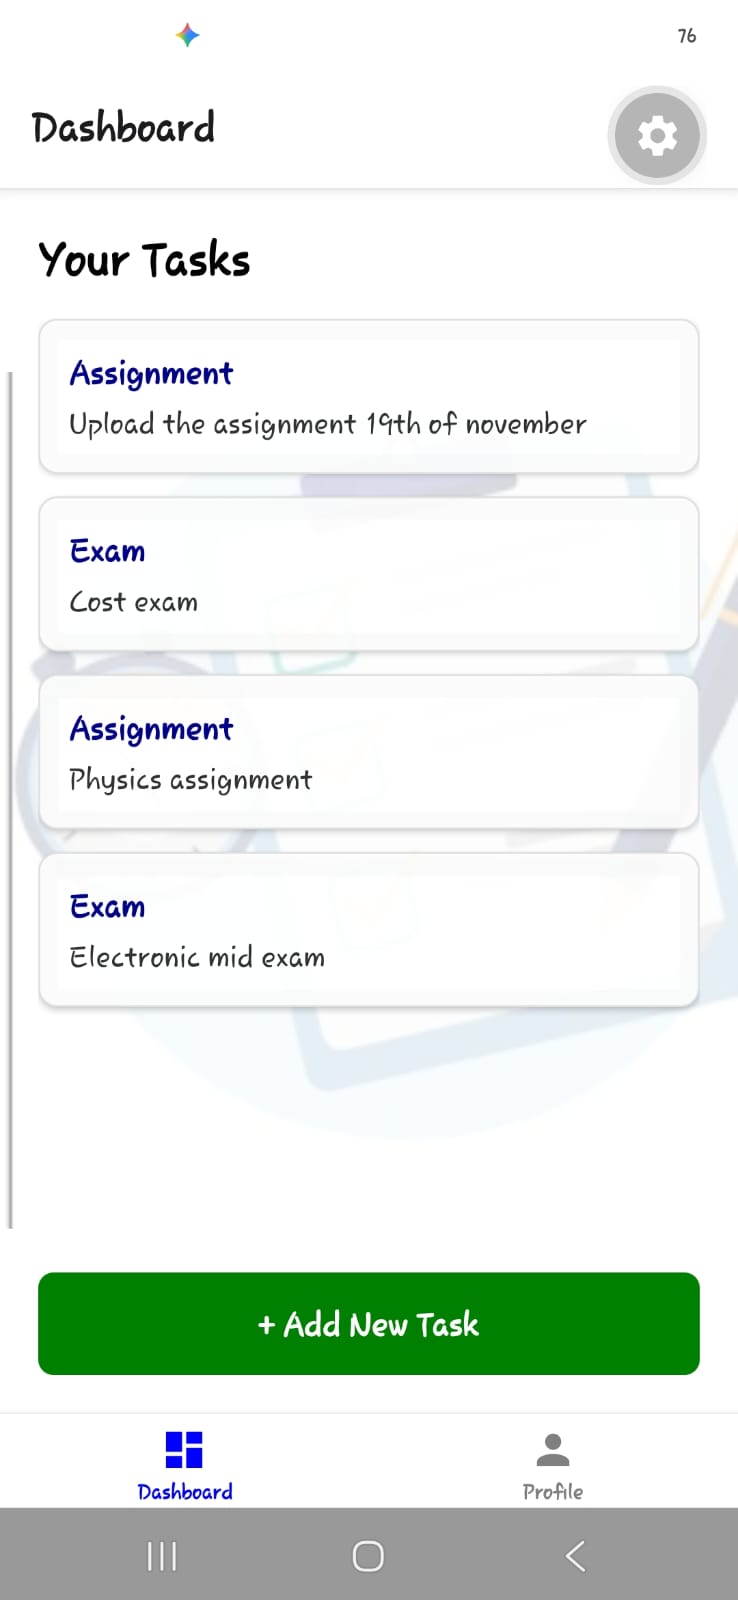 76
Dashboard
Your Tasks
Assignment
Upload the assignment 19th of november
Exam
Cost exam
Assignment
Physics assignment
Exam
Electronic mid exam
+ Add New Task
Dashboard
Profile